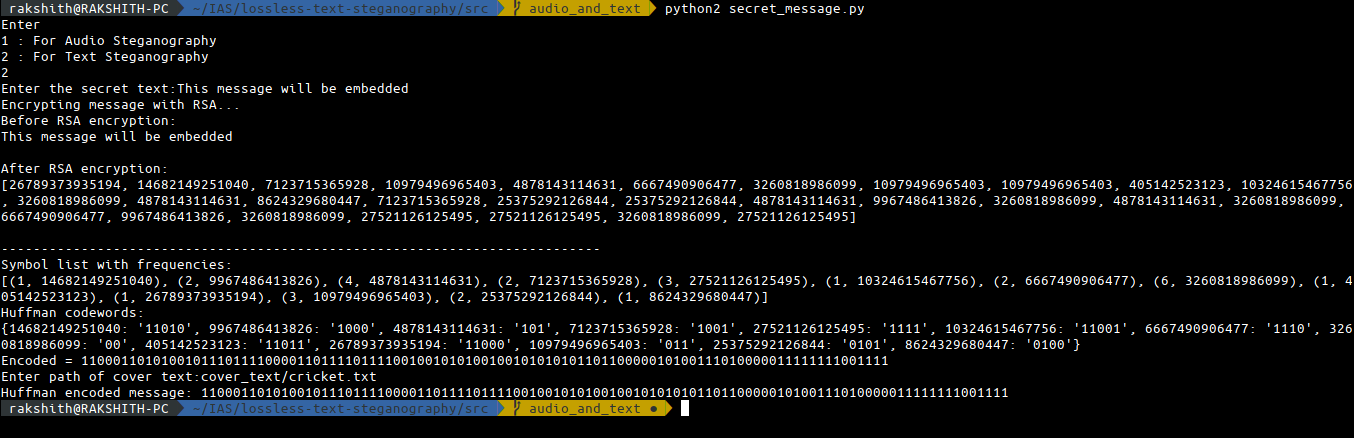 rakshith@RAKSHITH-PC ~/IAS/lossless-text-steganography/src audio_and_text python2 secret_message.py
Enter
1 : For Audio Steganography
2 : For Text Steganography
2
Enter the secret text:This message will be embedded
Encrypting message with RSA...
Before RSA encryption:
This message will be embedded
After RSA encryption:
[26789373935194, 14682149251040, 7123715365928, 10979496965403, 4878143114631, 6667490906477, 3260818986099, 10979496965403, 10979496965403, 405142523123, 10324615467756
, 3260818986099, 4878143114631, 8624329680447, 7123715365928, 25375292126844, 25375292126844, 4878143114631, 9967486413826, 3260818986099, 4878143114631, 3260818986099,
6667490906477, 9967486413826, 3260818986099, 27521126125495, 27521126125495, 3260818986099, 27521126125495]
----------------------------------------------------------------------------
Symbol list with frequencies:
[(1, 14682149251040), (2, 9967486413826), (4, 4878143114631), (2, 7123715365928), (3, 27521126125495), (1, 10324615467756), (2, 6667490906477), (6, 3260818986099), (1, 4
05142523123), (1, 26789373935194), (3, 10979496965403), (2, 25375292126844), (1, 8624329680447)]
Huffman codewords:
{14682149251040: '11010', 9967486413826: '1000', 4878143114631: '101', 7123715365928: '1001', 27521126125495: '1111', 10324615467756: '11001', 6667490906477: '1110', 326
0818986099: '00', 405142523123: '11011', 26789373935194: '11000', 10979496965403: '011', 25375292126844: '0101', 8624329680447: '0100'}
Encoded = 11000110101001011101111000011011110111100100101010010010101010110110000010100111010000011111111001111
Enter path of cover text:cover_text/cricket.txt
Huffman encoded message: 11000110101001011101111000011011110111100100101010010010101010110110000010100111010000011111111001111
rakshith@RAKSHITH-PC ~/IAS/lossless-text-steganography/src audio_and_text ●